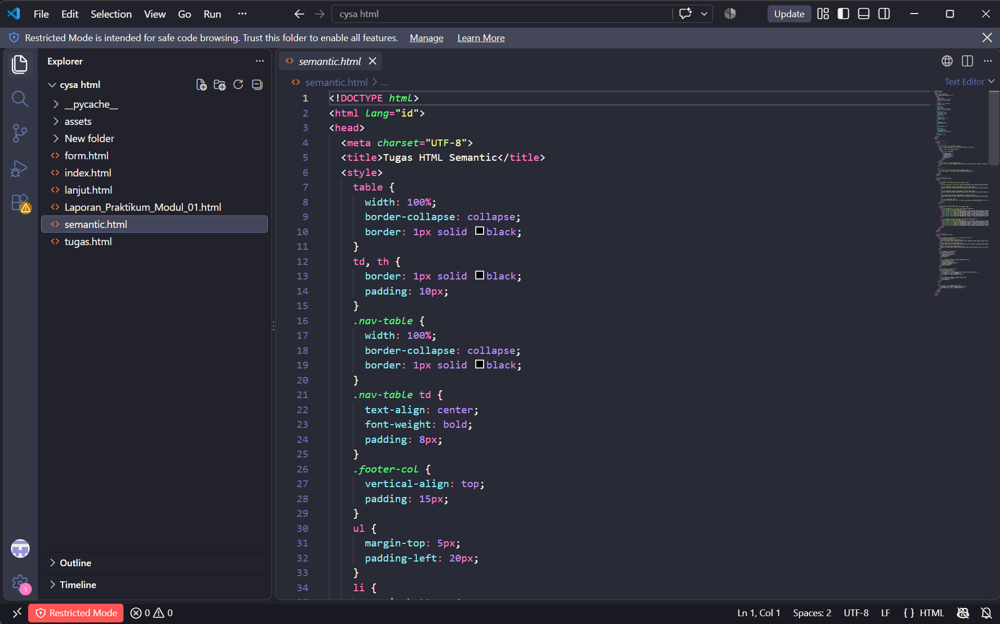 File Edit Selection View Go Run ··· cysa html Update
Restricted Mode is intended for safe code browsing. Trust this folder to enable all features. Manage Learn More
Explorer
cysa html
__pycache__
assets
New folder
form.html
index.html
lanjut.html
Laporan_Praktikum_Modul_01.html
semantic.html
tugas.html
Outline
Timeline
1
semantic.html
semantic.html > ...
Text Editor
1 <!DOCTYPE html>
2 <html lang="id">
3 <head>
4 <meta charset="UTF-8">
5 <title>Tugas HTML Semantic</title>
6 <style>
7 table {
8 width: 100%;
9 border-collapse: collapse;
10 border: 1px solid black;
11 }
12 td, th {
13 border: 1px solid black;
14 padding: 10px;
15 }
16 .nav-table {
17 width: 100%;
18 border-collapse: collapse;
19 border: 1px solid black;
20 }
21 .nav-table td {
22 text-align: center;
23 font-weight: bold;
24 padding: 8px;
25 }
26 .footer-col {
27 vertical-align: top;
28 padding: 15px;
29 }
30 ul {
31 margin-top: 5px;
32 padding-left: 20px;
33 }
34 li {
Restricted Mode 0 0 Ln 1, Col 1 Spaces: 2 UTF-8 LF { } HTML